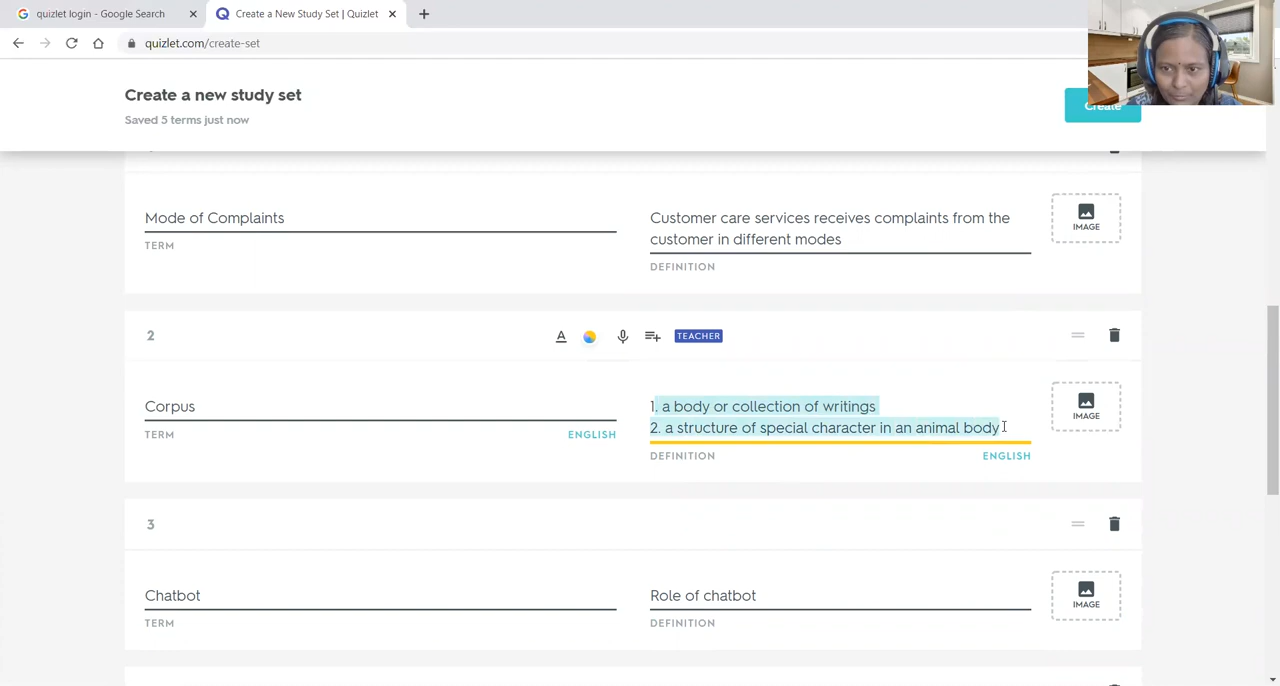 quizlet login - Google Search
Create a New Study Set | Quizlet
quizlet.com/create-set
Create a new study set
Saved 5 terms just now
Create
Mode of Complaints
TERM
Customer care services receives complaints from the
customer in different modes
DEFINITION
IMAGE
2
A
TEACHER
Corpus
TERM
ENGLISH
1. a body or collection of writings
2. a structure of special character in an animal body
DEFINITION
ENGLISH
IMAGE
3
Chatbot
TERM
Role of chatbot
DEFINITION
IMAGE